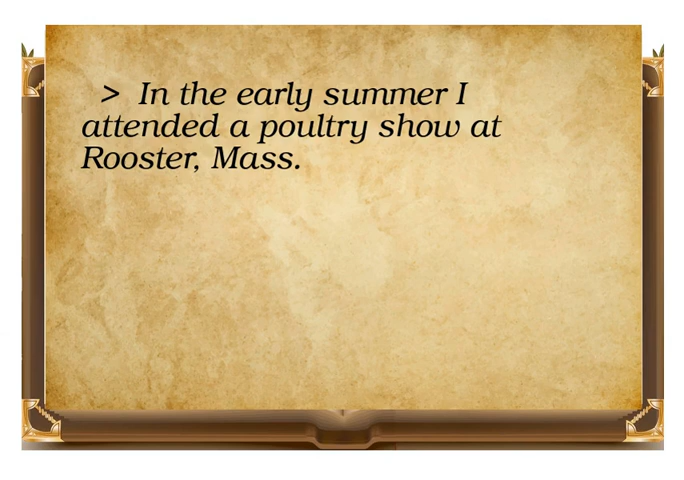 > In the early summer I
attended a poultry show at
Rooster, Mass.